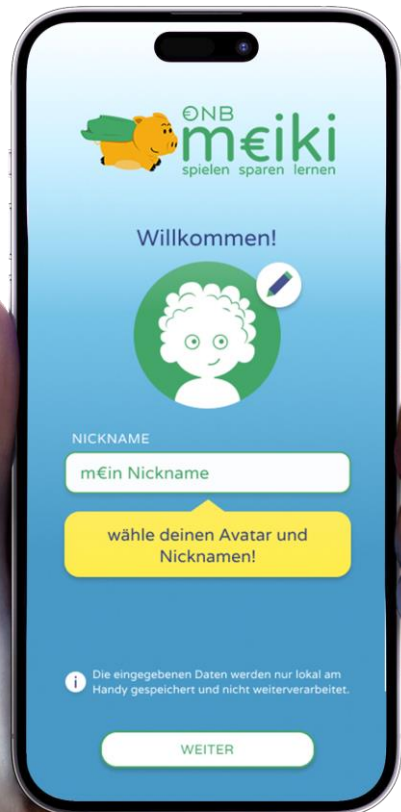 €NB
m€iki
spielen sparen lernen
Willkommen!
NICKNAME
m€in Nickname
wähle deinen Avatar und
Nicknamen!
i Die eingegebenen Daten werden nur lokal am
Handy gespeichert und nicht weiterverarbeitet.
WEITER